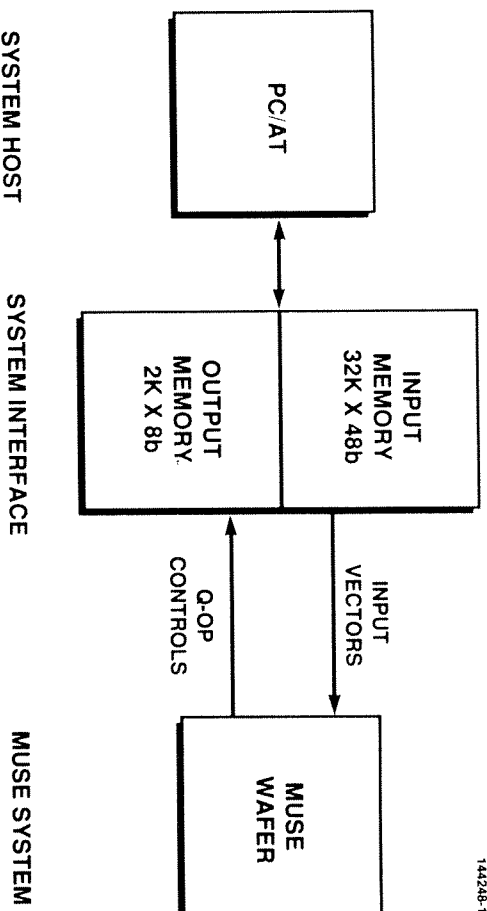 144248-1
PC/AT
INPUT
MEMORY
32K X 48b
OUTPUT
MEMORY
2K X 8b
INPUT
VECTORS
Q-OP
CONTROLS
MUSE
WAFER
SYSTEM HOST
SYSTEM INTERFACE
MUSE SYSTEM